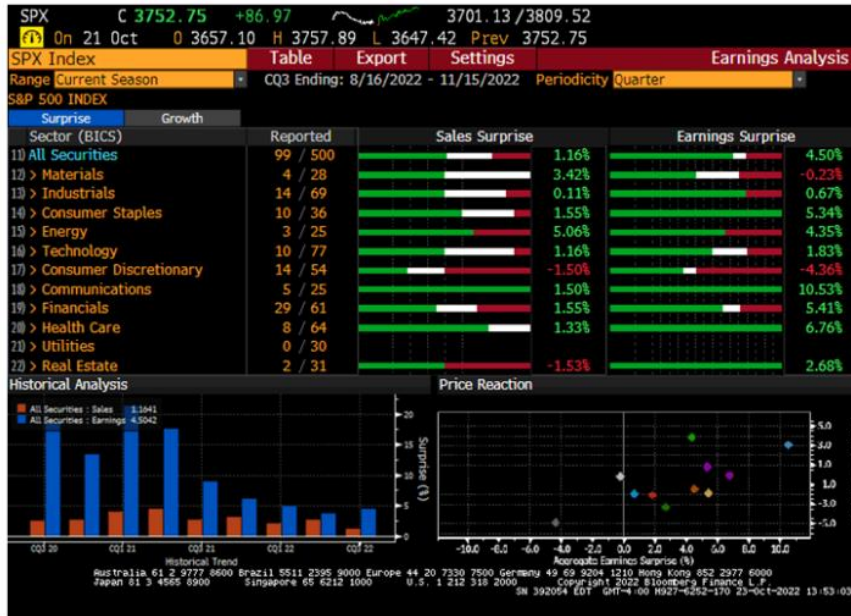 SPX C 3752.75 +86.97 3701.13/3809.52
On 21 Oct O 3657.10 H 3757.89 L 3647.42 Prev 3752.75
SPX Index Table Export Settings Earnings Analysis
Range Current Season CQ3 Ending: 8/16/2022 - 11/15/2022 Periodicity Quarter
S&P 500 INDEX
Surprise Growth
Sector (BICS) Reported Sales Surprise Earnings Surprise
11) All Securities 99 / 500 1.16% 4.50%
12) > Materials 4 / 28 3.42% -0.23%
13) > Industrials 14 / 69 0.11% 0.67%
14) > Consumer Staples 10 / 36 1.55% 5.34%
15) > Energy 3 / 25 5.06% 4.35%
16) > Technology 10 / 77 1.16% 1.83%
17) > Consumer Discretionary 14 / 54 -1.50% -4.36%
18) > Communications 5 / 25 1.50% 10.53%
19) > Financials 29 / 61 1.55% 5.41%
20) > Health Care 8 / 64 1.33% 6.76%
21) > Utilities 0 / 30
22) > Real Estate 2 / 31 -1.53% 2.68%
Historical Analysis Price Reaction
All Securities : Sales 1.1641
All Securities : Earnings 4.5042
20
15
10
5
0
Surprise (%)
CQ3 20 CQ1 21 CQ3 21 CQ1 22 CQ3 22
Historical Trend
5.0
3.0
1.0
-1.0
-3.0
-5.0
-10.0 -8.0 -6.0 -4.0 -2.0 0.0 2.0 4.0 6.0 8.0 10.0
Aggregate Earnings Surprise (%)
Australia 61 2 9777 8600 Brazil 5511 2395 9000 Europe 44 20 7330 7500 Germany 49 69 9204 1210 Hong Kong 852 2977 6000
Japan 81 3 4565 8900 Singapore 65 6212 1000 U.S. 1 212 318 2000 Copyright 2022 Bloomberg Finance L.P.
SN 392054 EDT GMT-4:00 H927-6252-170 23-Oct-2022 13:53:03